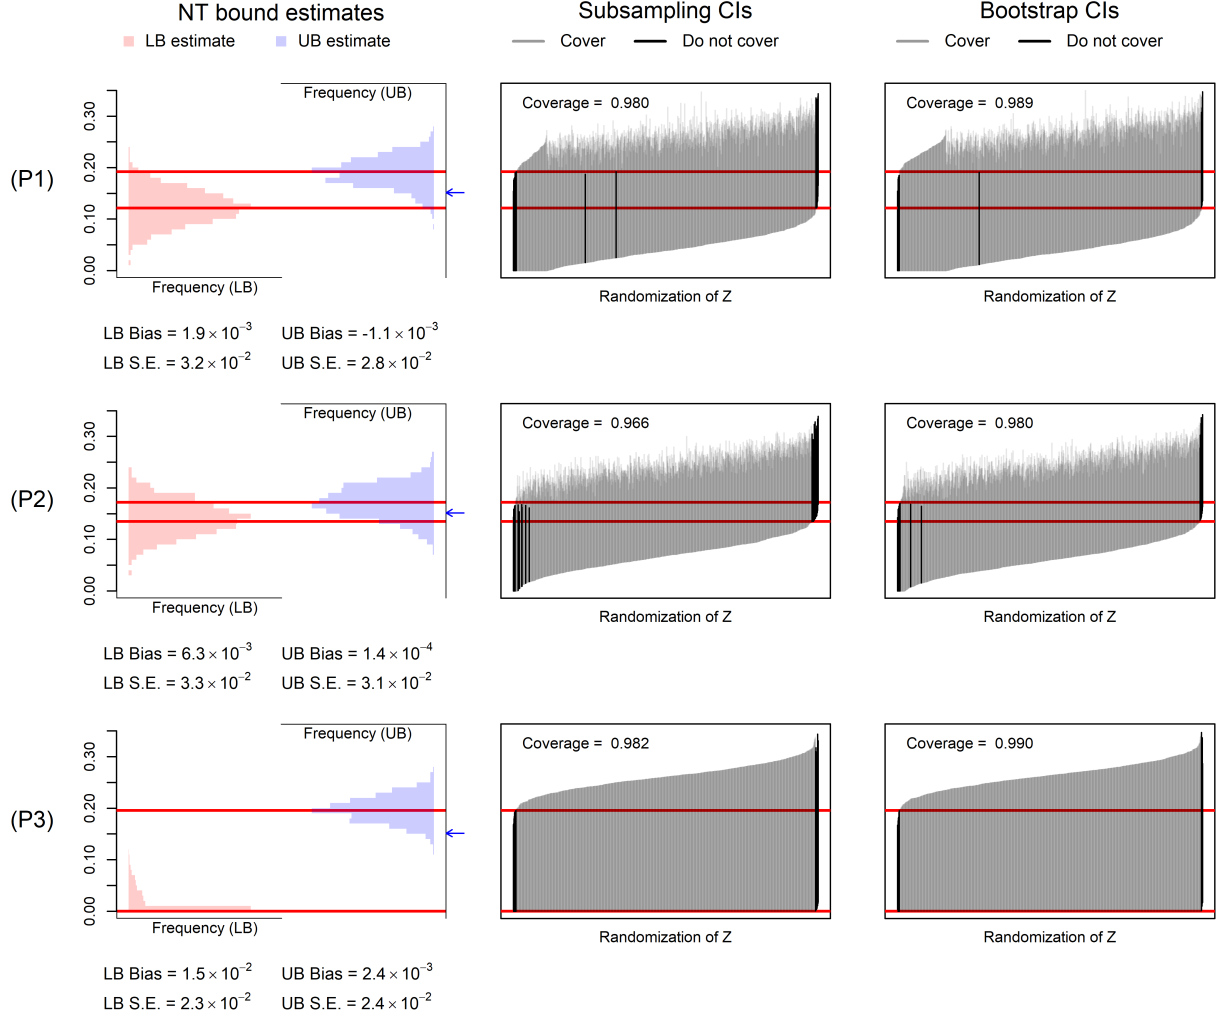 NT bound estimates Subsampling CIs Bootstrap CIs
LB estimate UB estimate Cover Do not cover Cover Do not cover
(P1)
Frequency (UB)
0.00 0.10 0.20 0.30
Frequency (LB)
Coverage = 0.980
Randomization of Z
Coverage = 0.989
Randomization of Z
LB Bias = 1.9 × 10⁻³ UB Bias = -1.1 × 10⁻³
LB S.E. = 3.2 × 10⁻² UB S.E. = 2.8 × 10⁻²
(P2)
Frequency (UB)
0.00 0.10 0.20 0.30
Frequency (LB)
Coverage = 0.966
Randomization of Z
Coverage = 0.980
Randomization of Z
LB Bias = 6.3 × 10⁻³ UB Bias = 1.4 × 10⁻⁴
LB S.E. = 3.3 × 10⁻² UB S.E. = 3.1 × 10⁻²
(P3)
Frequency (UB)
0.00 0.10 0.20 0.30
Frequency (LB)
Coverage = 0.982
Randomization of Z
Coverage = 0.990
Randomization of Z
LB Bias = 1.5 × 10⁻² UB Bias = 2.4 × 10⁻³
LB S.E. = 2.3 × 10⁻² UB S.E. = 2.4 × 10⁻²